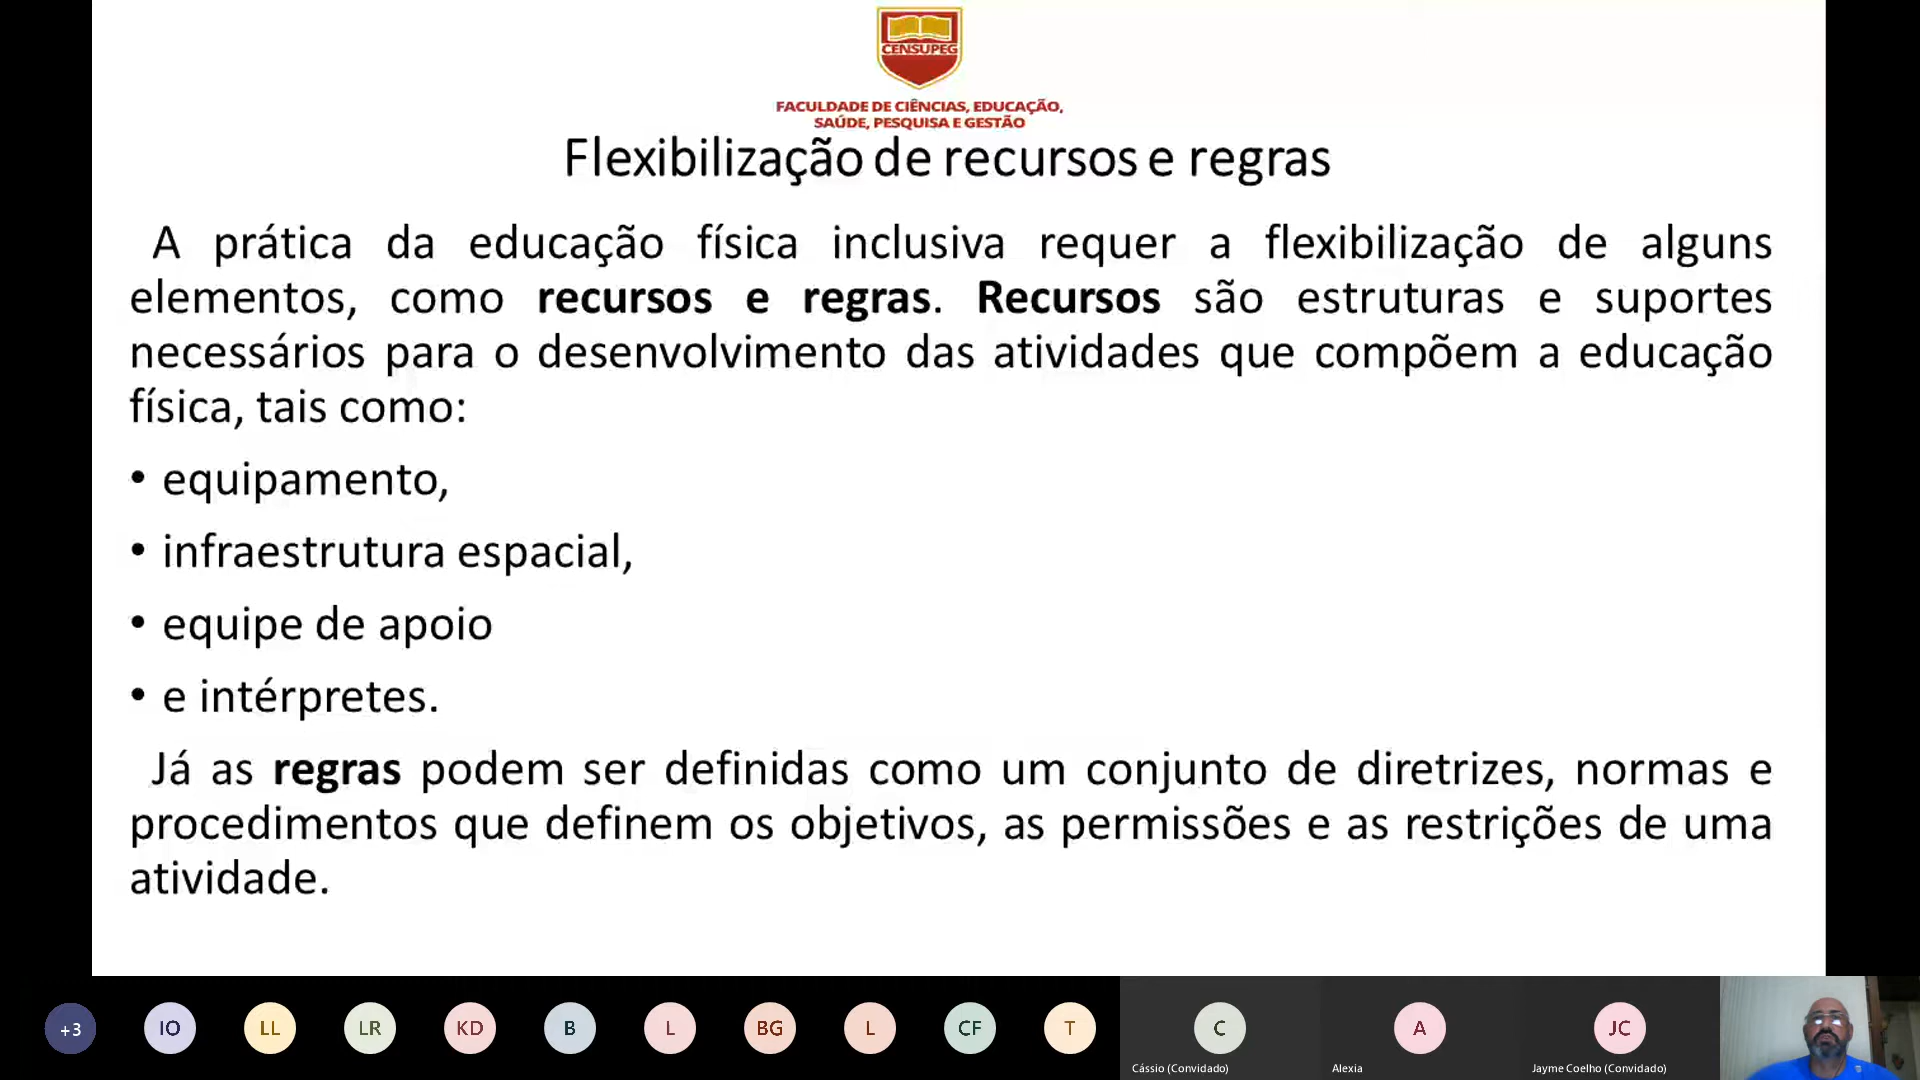 CENSUPEG
FACULDADE DE CIÊNCIAS, EDUCAÇÃO,
SAÚDE, PESQUISA E GESTÃO
Flexibilização de recursos e regras
A prática da educação física inclusiva requer a flexibilização de alguns
elementos, como recursos e regras. Recursos são estruturas e suportes
necessários para o desenvolvimento das atividades que compõem a educação
física, tais como:
• equipamento,
• infraestrutura espacial,
• equipe de apoio
• e intérpretes.
Já as regras podem ser definidas como um conjunto de diretrizes, normas e
procedimentos que definem os objetivos, as permissões e as restrições de uma
atividade.
+3 IO LL LR KD B L BG L CF T C A JC
Cássio (Convidado) Alexia Jayme Coelho (Convidado)